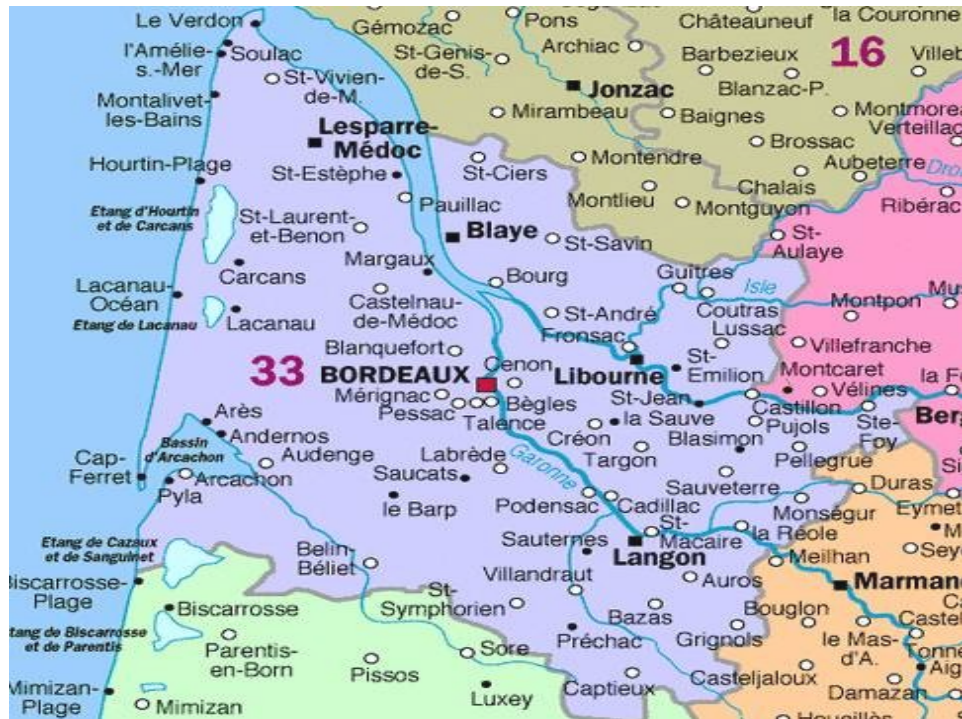 Le Verdon
Gémozac
Pons
Châteauneuf
la Couronne
l'Amélie-
s.-Mer
Soulac
St-Genis-
de-S.
Archiac
Barbezieux
16
St-Vivien-
de-M.
Jonzac
Blanzac-P.
Montalivet-
les-Bains
Mirambeau
Baignes
Verteillac
Lesparre-
Médoc
Brossac
Hourtin-Plage
St-Estèphe
St-Ciers
Montendre
Aubeterre
Chalais
Etang d'Hourtin
et de Carcans
St-Laurent-
et-Benon
Pauillac
Montlieu
Montguyon
Ribérac
Blaye
St-Savin
St-
Aulaye
Carcans
Margaux
Bourg
Guîtres
Isle
Lacanau-
Océan
Castelnau-
de-Médoc
St-André
Coutras
Montpon
Etang de Lacanau
Lacanau
Fronsac
Lussac
Blanquefort
Cenon
Villefranche
33
BORDEAUX
Libourne
St-
Emilion
Montcaret
Vélines
Mérignac
Pessac
Bègles
Talence
St-Jean
Castillon
Arès
la Sauve
Pujols
Ste-
Foy
Bassin
d'Arcachon
Andernos
Créon
Blasimon
Cap-
Ferret
Audenge
Labrède
Garonne
Targon
Pellegrue
Arcachon
Pyla
Saucats
Sauveterre
Duras
le Barp
Podensac
Cadillac
Monségur
Etang de Cazaux
et de Sanguinet
Sauternes
St-
Macaire
la Réole
Belin-
Béliet
Langon
Meilhan
Villandraut
Auros
Biscarrosse
St-
Symphorien
Bazas
Bouglon
Préchac
Grignols
le Mas-
d'A.
et de Parentis
Parentis-
en-Born
Sore
Pissos
Casteljaloux
Captieux
Damazan
Mimizan-
Plage
Mimizan
Luxey